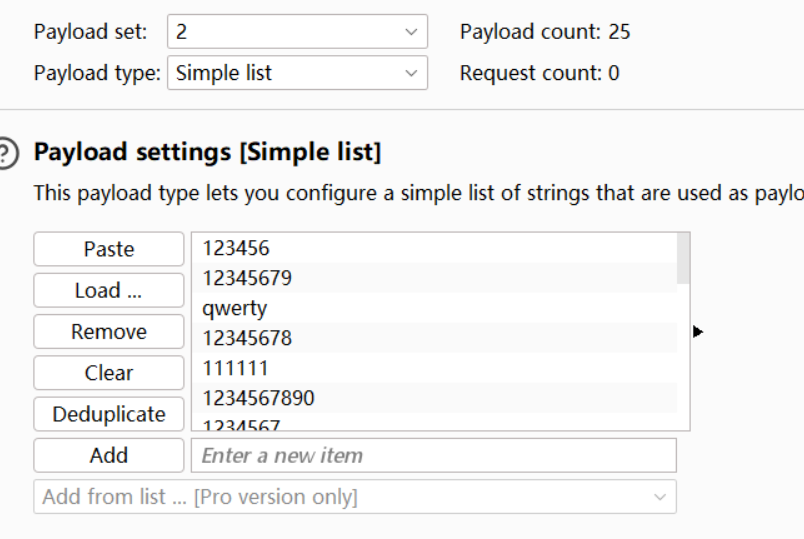 Payload set: 2 Payload count: 25
Payload type: Simple list Request count: 0
?
Payload settings [Simple list]
This payload type lets you configure a simple list of strings that are used as paylo
Paste
Load ...
Remove
Clear
Deduplicate
123456
12345679
qwerty
12345678
111111
1234567890
1234567
Add Enter a new item
Add from list ... [Pro version only]